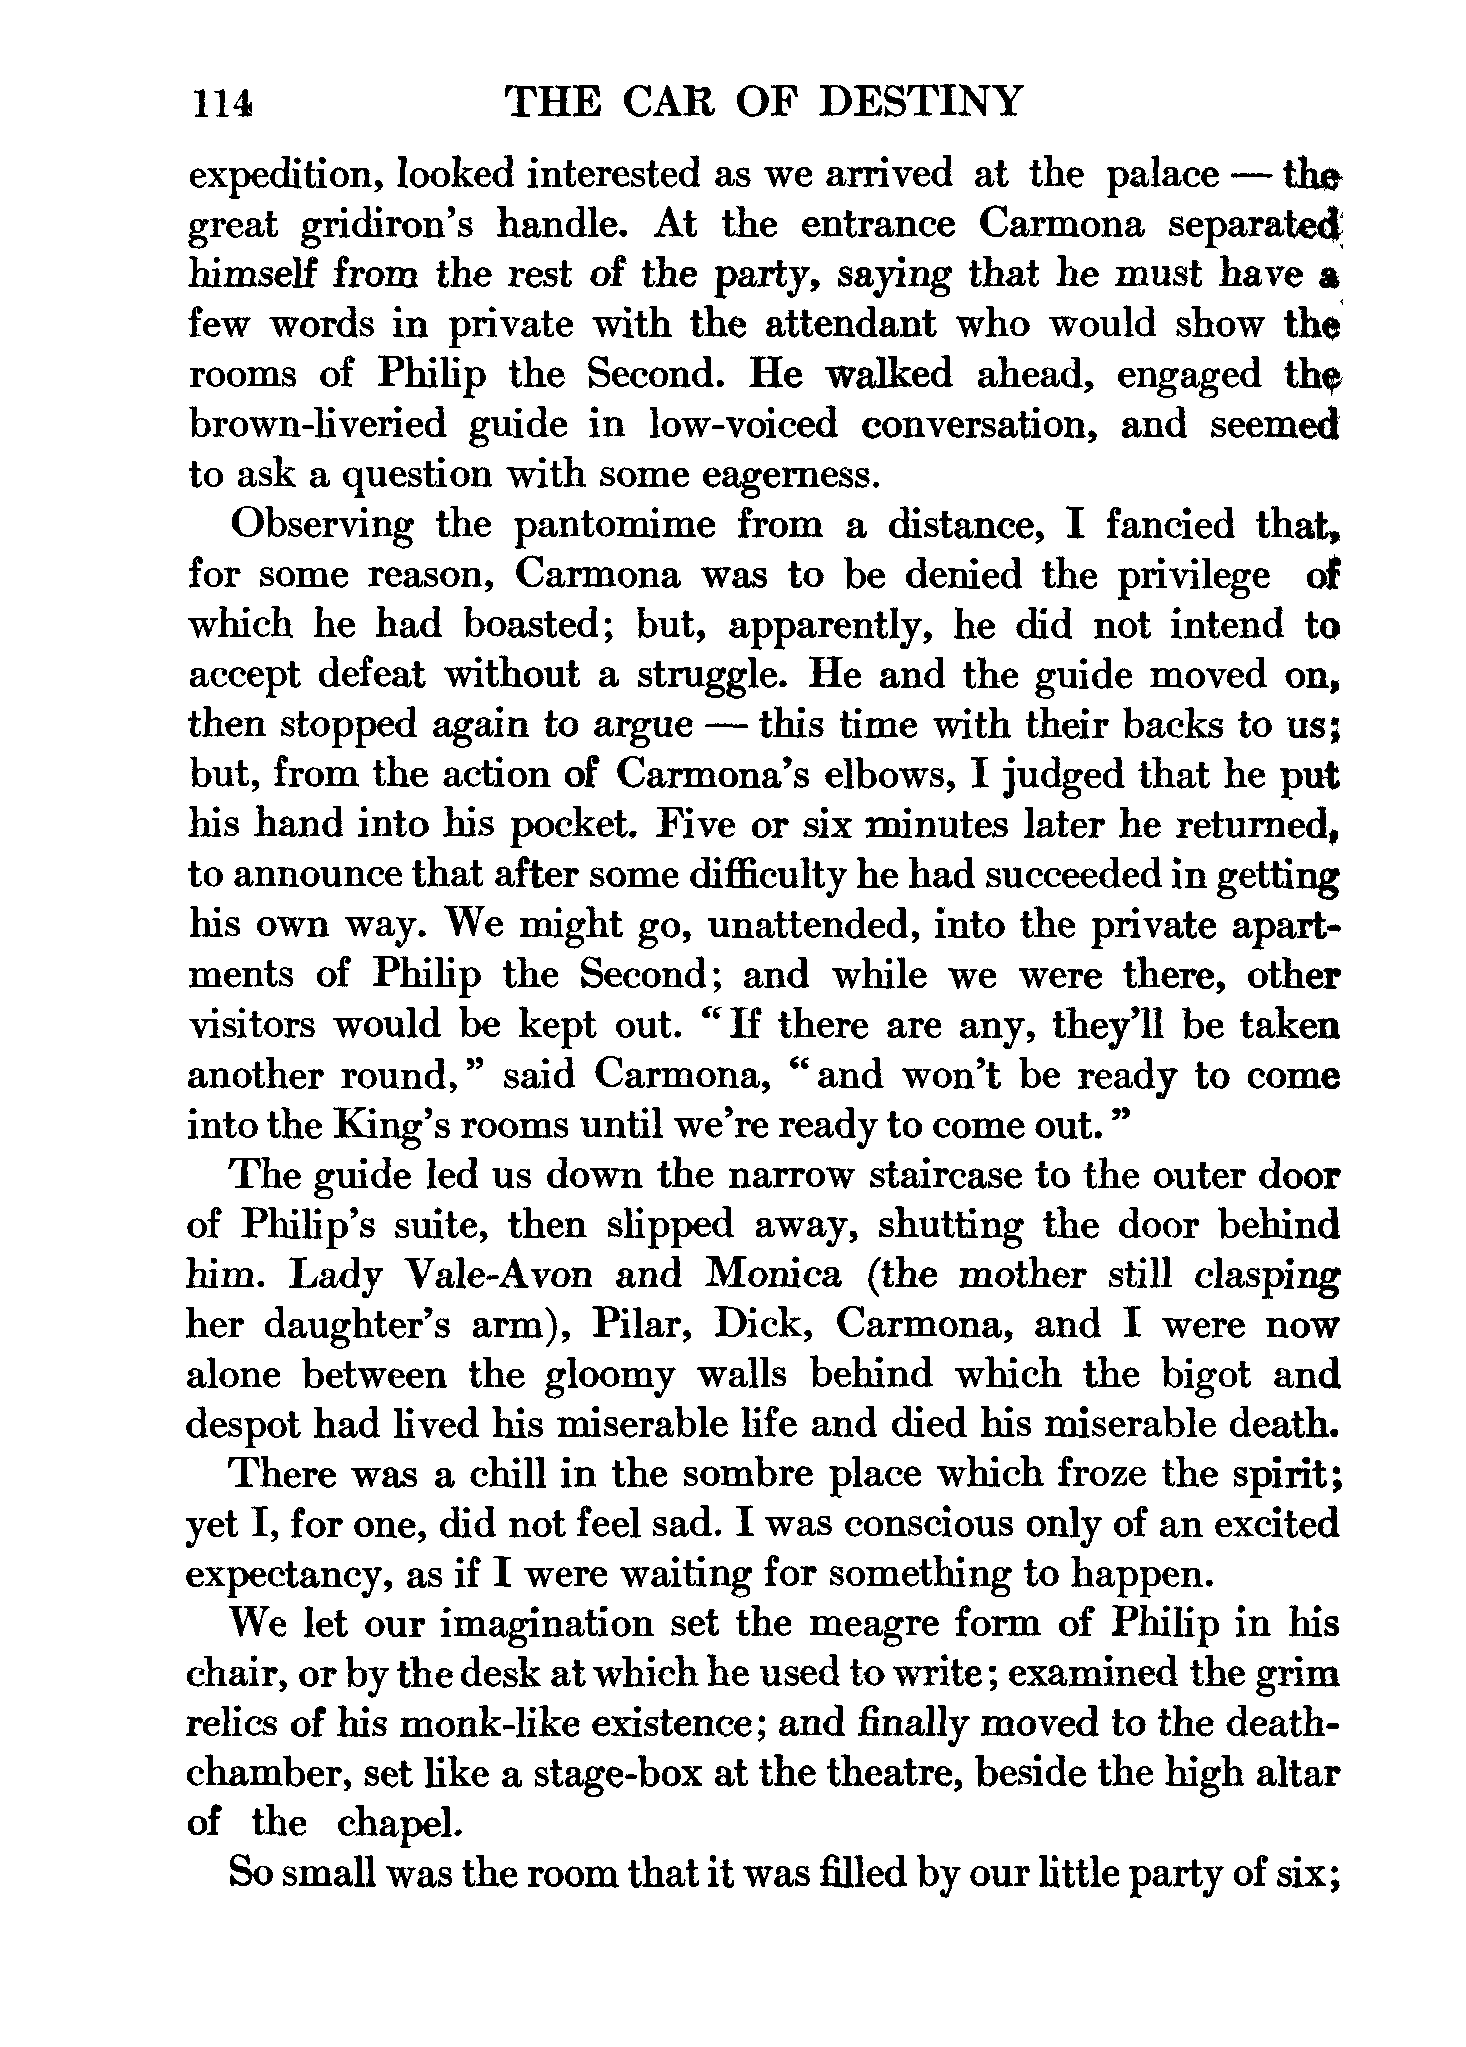 114 THE CAR OF DESTINY
expedition, looked interested as we arrived at the palace — the
great gridiron's handle. At the entrance Carmona separated
himself from the rest of the party, saying that he must have a
few words in private with the attendant who would show the
rooms of Philip the Second. He walked ahead, engaged the
brown-liveried guide in low-voiced conversation, and seemed
to ask a question with some eagerness.
Observing the pantomime from a distance, I fancied that,
for some reason, Carmona was to be denied the privilege of
which he had boasted; but, apparently, he did not intend to
accept defeat without a struggle. He and the guide moved on,
then stopped again to argue — this time with their backs to us;
but, from the action of Carmona's elbows, I judged that he put
his hand into his pocket. Five or six minutes later he returned,
to announce that after some difficulty he had succeeded in getting
his own way. We might go, unattended, into the private apart-
ments of Philip the Second; and while we were there, other
visitors would be kept out. "If there are any, they'll be taken
another round," said Carmona, "and won't be ready to come
into the King's rooms until we're ready to come out."
The guide led us down the narrow staircase to the outer door
of Philip's suite, then slipped away, shutting the door behind
him. Lady Vale-Avon and Monica (the mother still clasping
her daughter's arm), Pilar, Dick, Carmona, and I were now
alone between the gloomy walls behind which the bigot and
despot had lived his miserable life and died his miserable death.
There was a chill in the sombre place which froze the spirit;
yet I, for one, did not feel sad. I was conscious only of an excited
expectancy, as if I were waiting for something to happen.
We let our imagination set the meagre form of Philip in his
chair, or by the desk at which he used to write; examined the grim
relics of his monk-like existence; and finally moved to the death-
chamber, set like a stage-box at the theatre, beside the high altar
of the chapel.
So small was the room that it was filled by our little party of six;